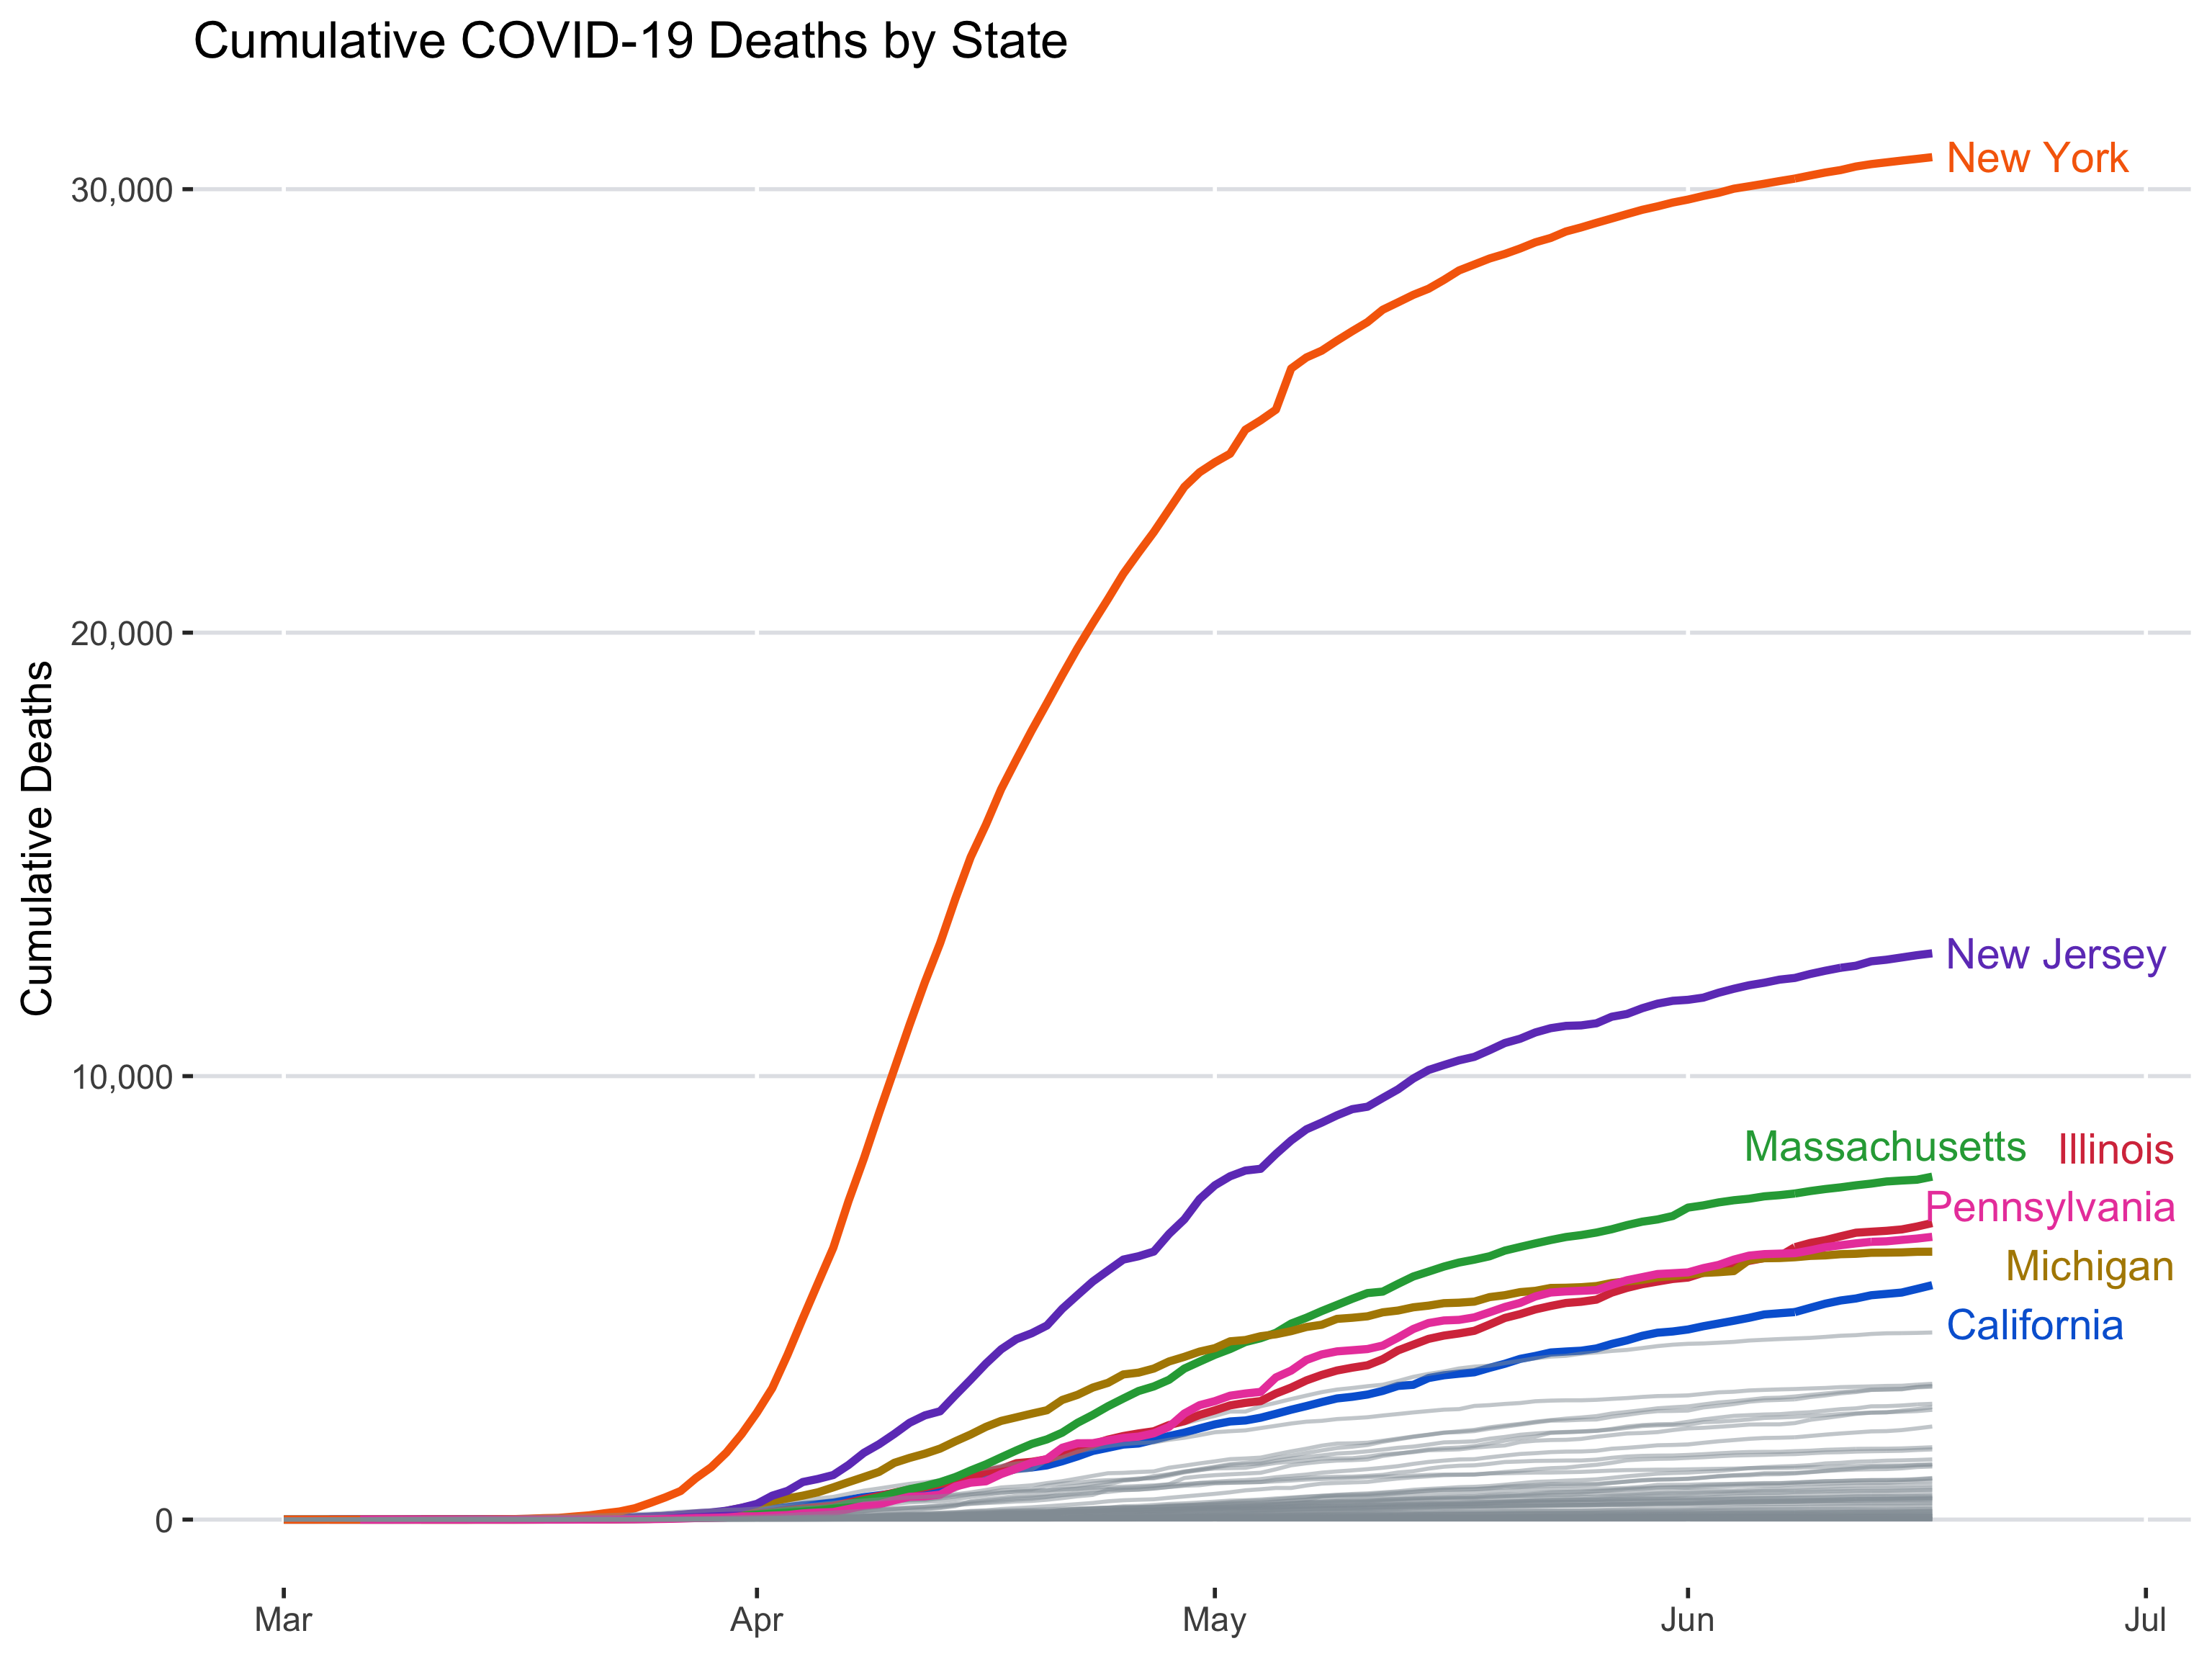 Cumulative COVID-19 Deaths by State
New York
30,000
20,000
Cumulative Deaths
New Jersey
10,000
Massachusetts Illinois
Pennsylvania
Michigan
California
0
Mar Apr May Jun Jul